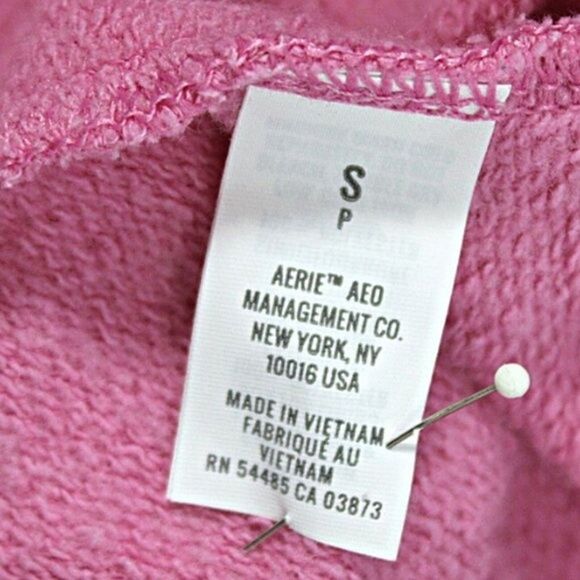 S
P
AERIE™ AEO
MANAGEMENT CO.
NEW YORK, NY
10016 USA
MADE IN VIETNAM
FABRIQUÉ AU
VIETNAM
RN 54485 CA 03873